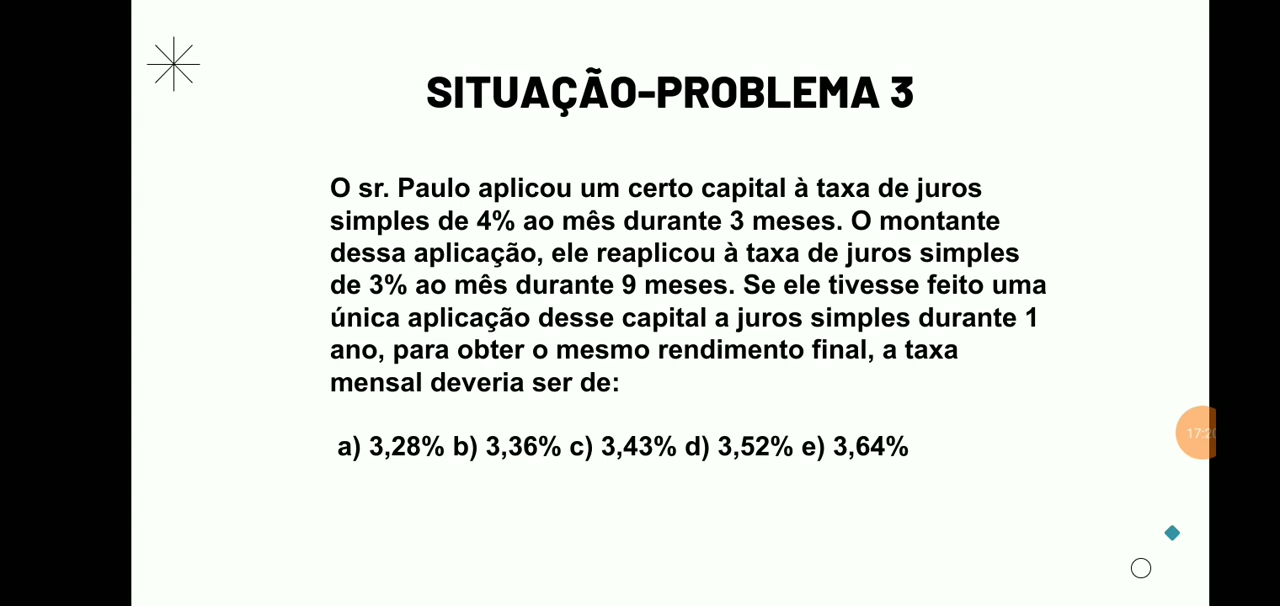 SITUAÇÃO-PROBLEMA 3
O sr. Paulo aplicou um certo capital à taxa de juros
simples de 4% ao mês durante 3 meses. O montante
dessa aplicação, ele reaplicou à taxa de juros simples
de 3% ao mês durante 9 meses. Se ele tivesse feito uma
única aplicação desse capital a juros simples durante 1
ano, para obter o mesmo rendimento final, a taxa
mensal deveria ser de:
a) 3,28% b) 3,36% c) 3,43% d) 3,52% e) 3,64%